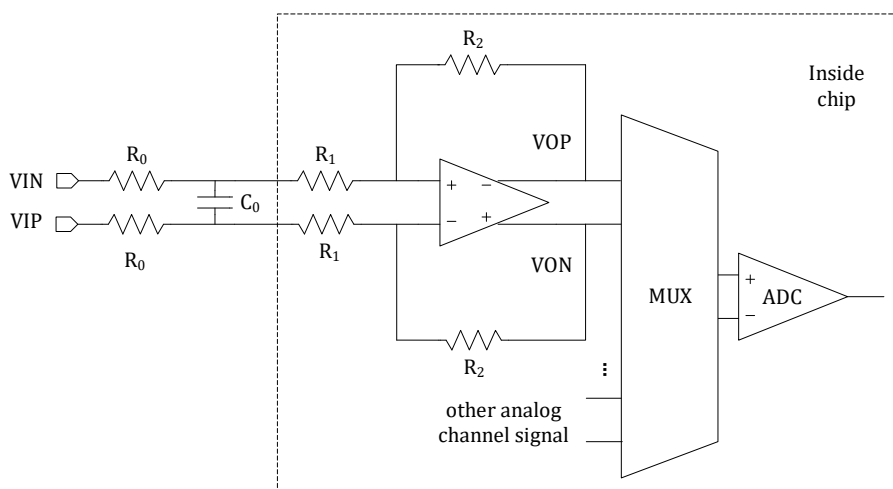 R₂
Inside
chip
VOP
R₀
R₁
VIN
+
−
C₀
VIP
−
+
R₀
R₁
VON
+
MUX
ADC
−
R₂
...
other analog
channel signal